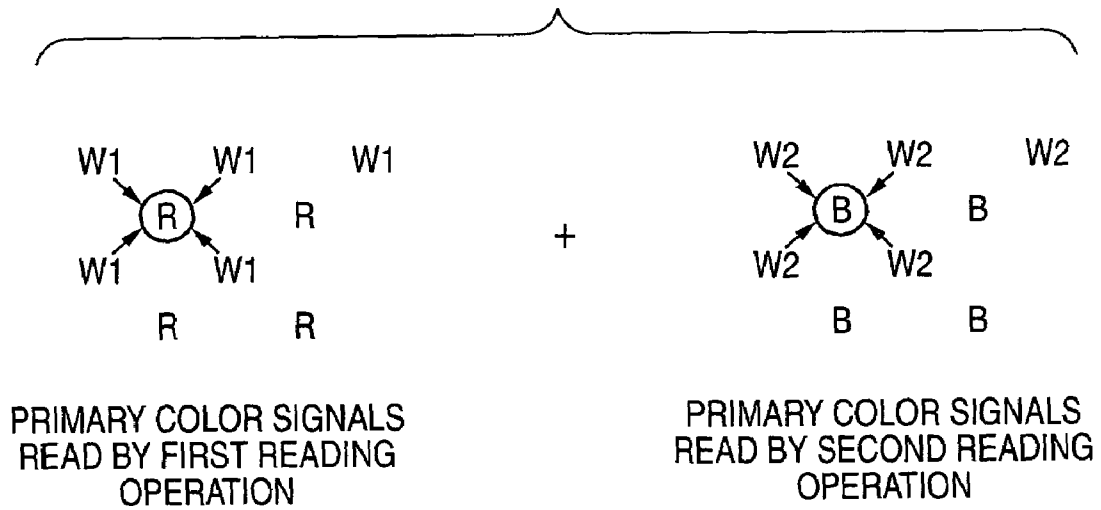 W1 W1 W1
R R
W1 W1
R R
PRIMARY COLOR SIGNALS
READ BY FIRST READING
OPERATION
+
W2 W2 W2
B B
W2 W2
B B
PRIMARY COLOR SIGNALS
READ BY SECOND READING
OPERATION